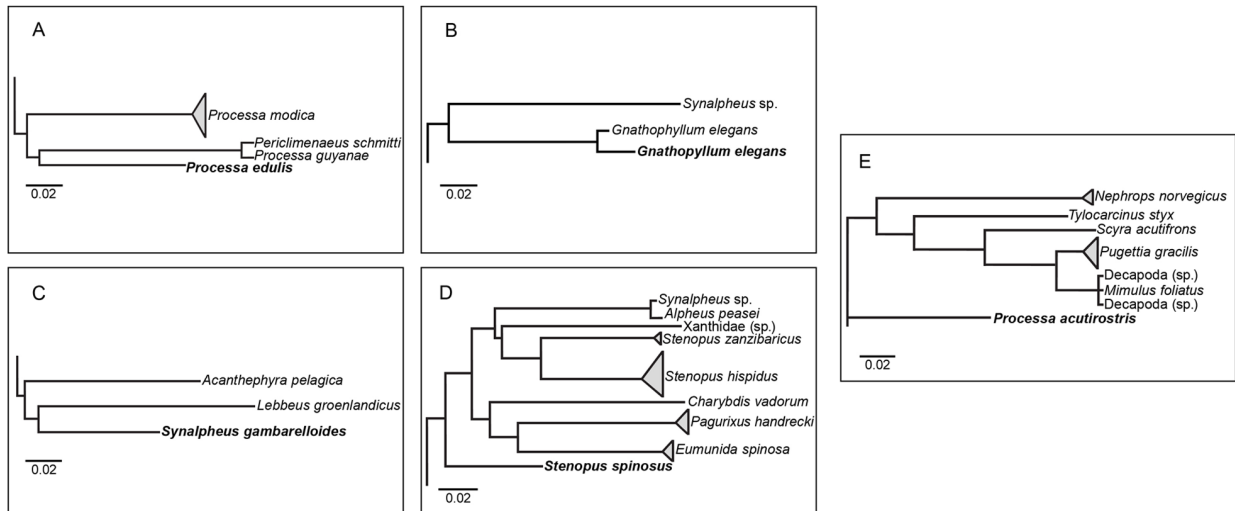 A
Processa modica
Periclimenaeus schmitti
Processa guyanae
Processa edulis
0.02
B
Synalpheus sp.
Gnathophyllum elegans
Gnathopyllum elegans
0.02
C
Acanthephyra pelagica
Lebbeus groenlandicus
Synalpheus gambarelloides
0.02
D
Synalpheus sp.
Alpheus peasei
Xanthidae (sp.)
Stenopus zanzibaricus
Stenopus hispidus
Charybdis vadorum
Pagurixus handrecki
Eumunida spinosa
Stenopus spinosus
0.02
E
Nephrops norvegicus
Tylocarcinus styx
Scyra acutifrons
Pugettia gracilis
Decapoda (sp.)
Mimulus foliatus
Decapoda (sp.)
Processa acutirostris
0.02